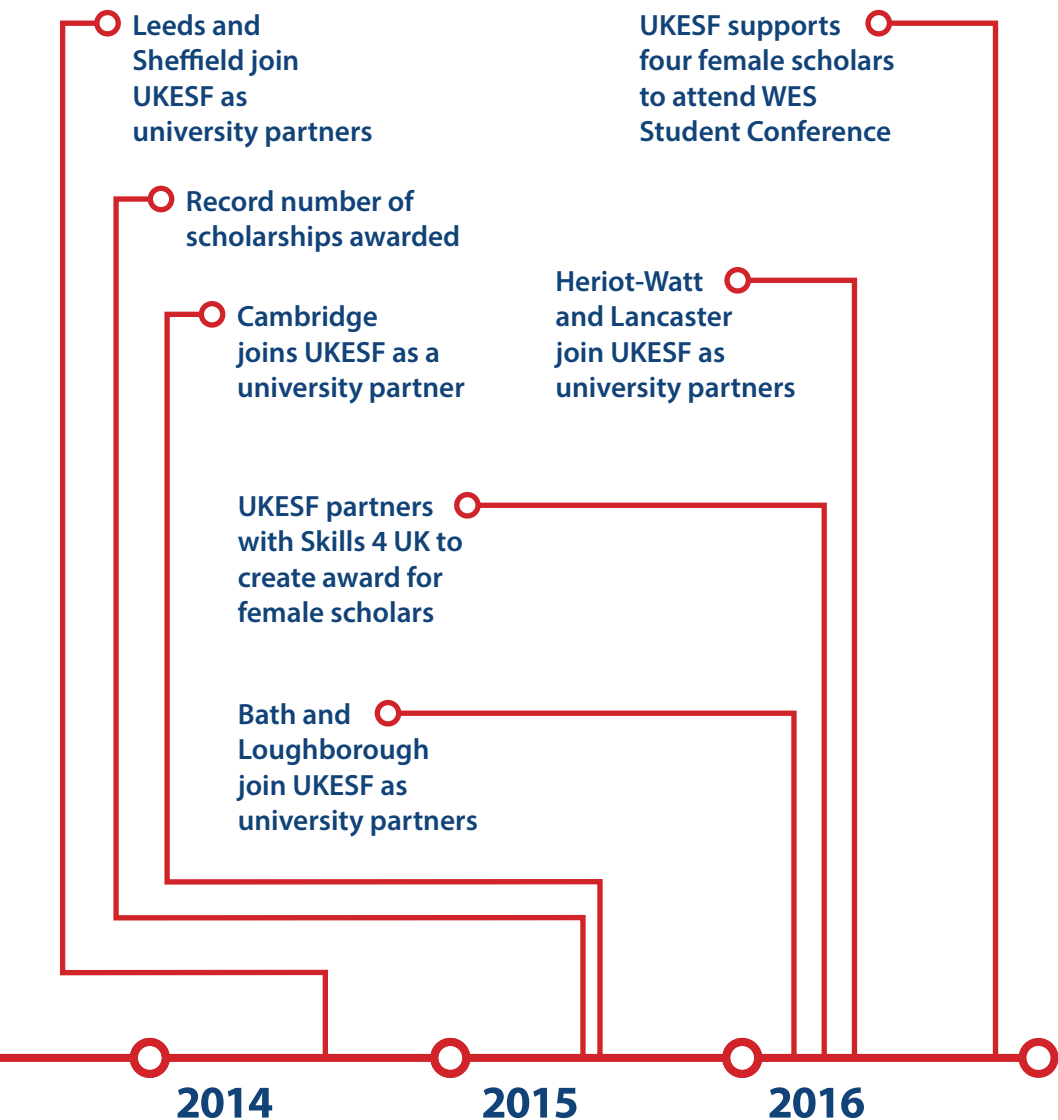 Leeds and
Sheffield join
UKESF as
university partners
UKESF supports
four female scholars
to attend WES
Student Conference
Record number of
scholarships awarded
Cambridge
joins UKESF as a
university partner
Heriot-Watt
and Lancaster
join UKESF as
university partners
UKESF partners
with Skills 4 UK to
create award for
female scholars
Bath and
Loughborough
join UKESF as
university partners
2014
2015
2016